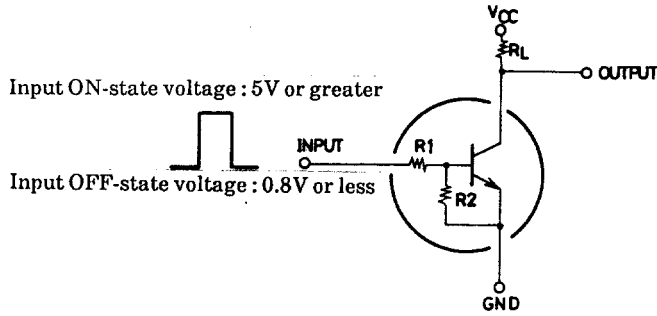 VCC
RL
OUTPUT
Input ON-state voltage : 5V or greater
INPUT
R1
Input OFF-state voltage : 0.8V or less
R2
GND